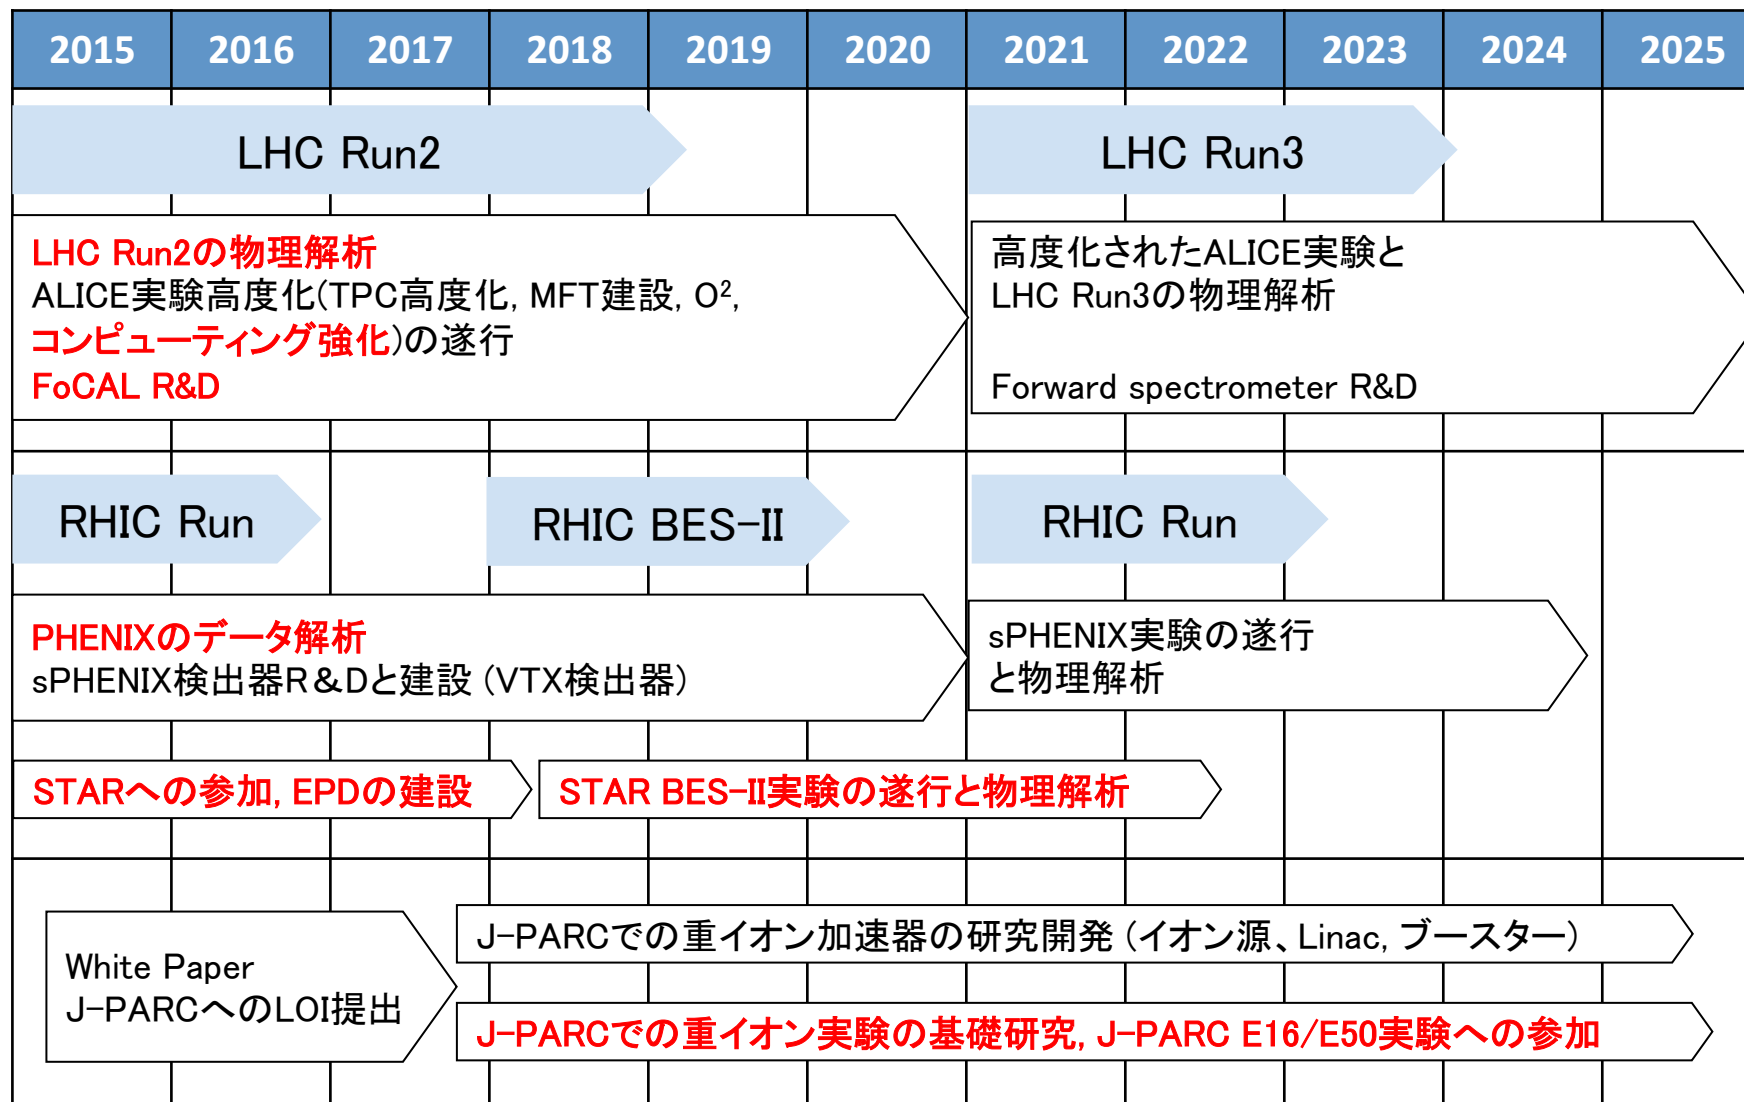 2015 2016 2017 2018 2019 2020 2021 2022 2023 2024 2025
LHC Run2
LHC Run3
LHC Run2の物理解析
ALICE実験高度化(TPC高度化, MFT建設, O²,
コンピューティング強化)の遂行
FoCAL R&D
高度化されたALICE実験と
LHC Run3の物理解析
Forward spectrometer R&D
RHIC Run
RHIC BES-II
RHIC Run
PHENIXのデータ解析
sPHENIX検出器R&Dと建設 (VTX検出器)
sPHENIX実験の遂行
と物理解析
STARへの参加, EPDの建設
STAR BES-II実験の遂行と物理解析
White Paper
J-PARCへのLOI提出
J-PARCでの重イオン加速器の研究開発 (イオン源、Linac, ブースター)
J-PARCでの重イオン実験の基礎研究, J-PARC E16/E50実験への参加